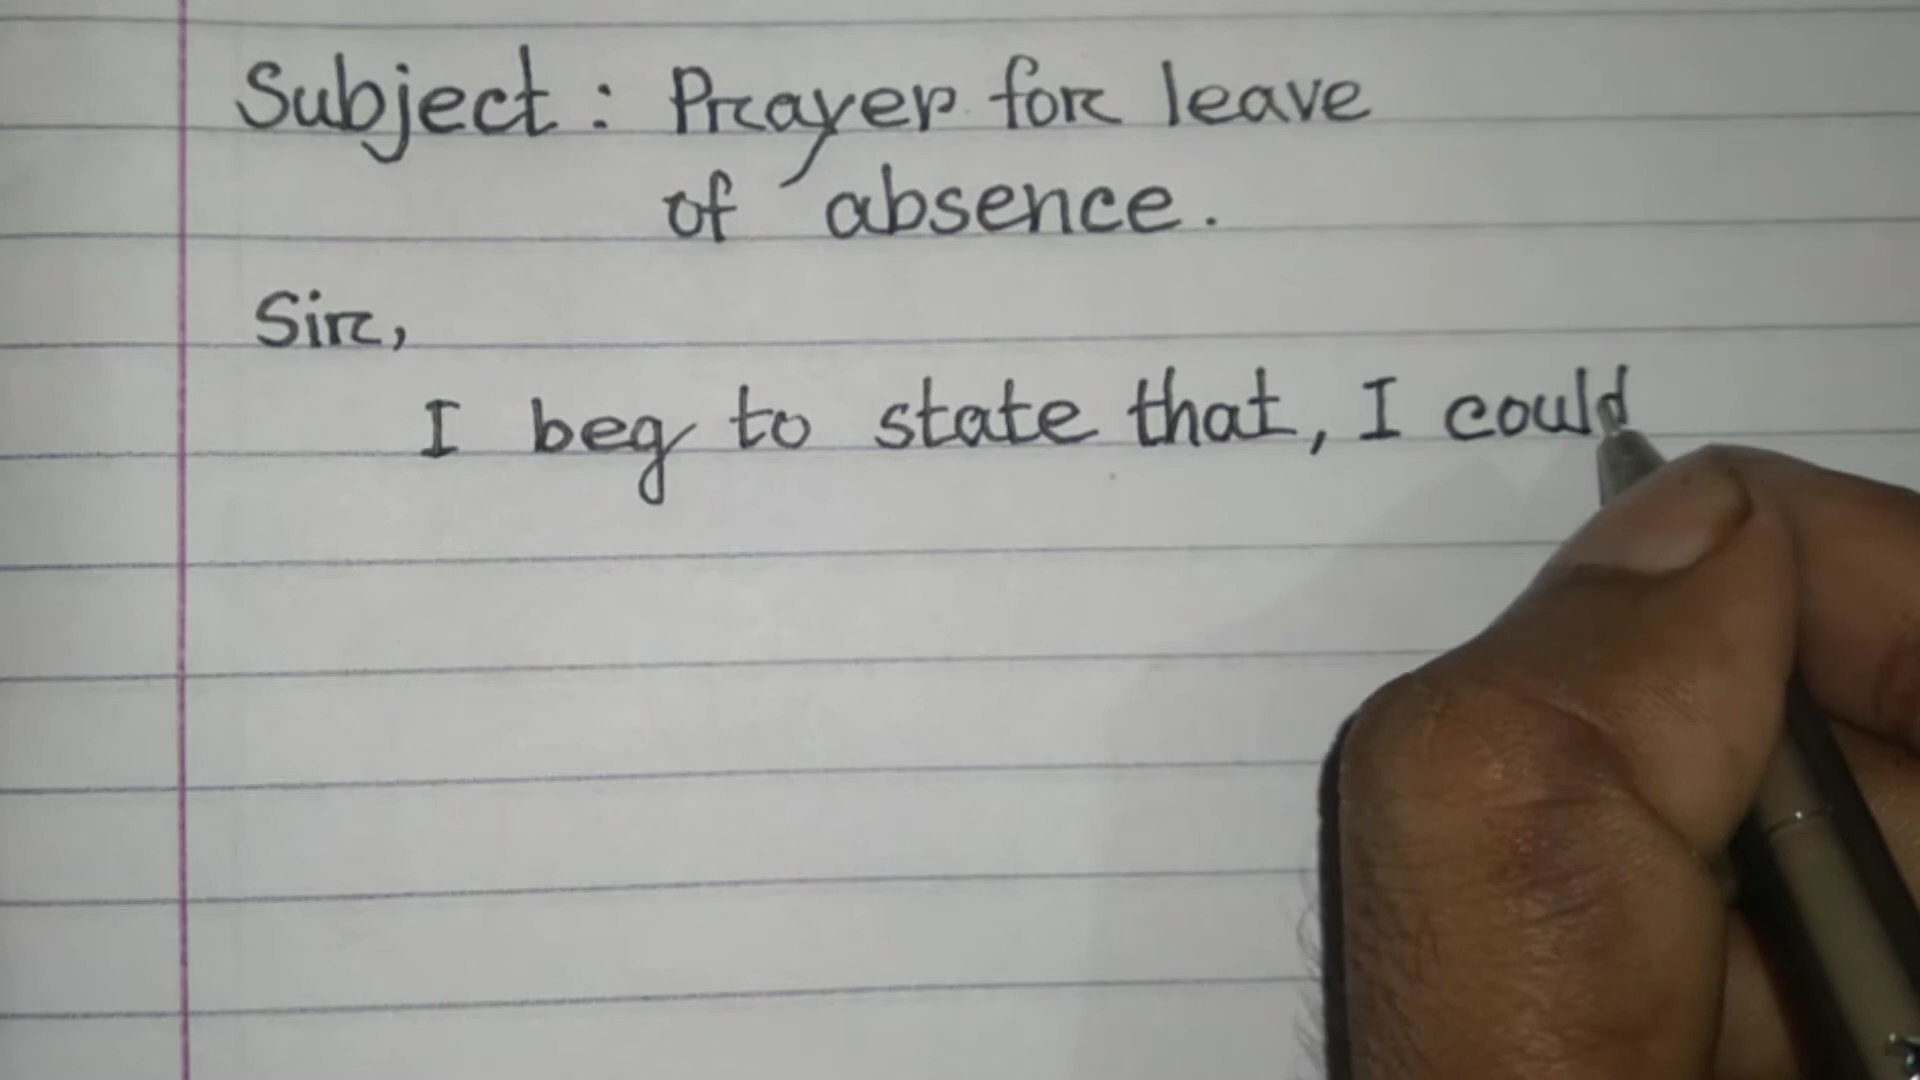 Subject : Prayer for leave
of absence.
Sir,
I beg to state that, I could